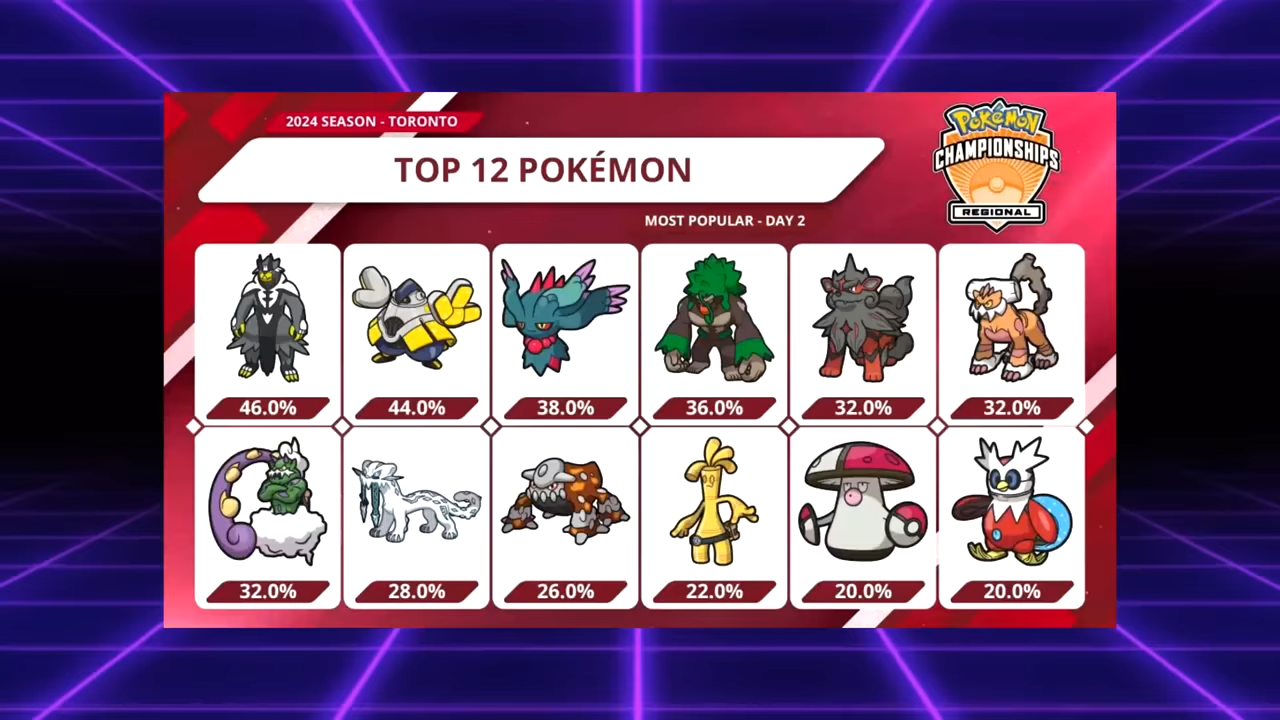 2024 SEASON - TORONTO
TOP 12 POKÉMON
MOST POPULAR - DAY 2
Pokémon
CHAMPIONSHIPS
REGIONAL
46.0% 44.0% 38.0% 36.0% 32.0% 32.0%
32.0% 28.0% 26.0% 22.0% 20.0% 20.0%